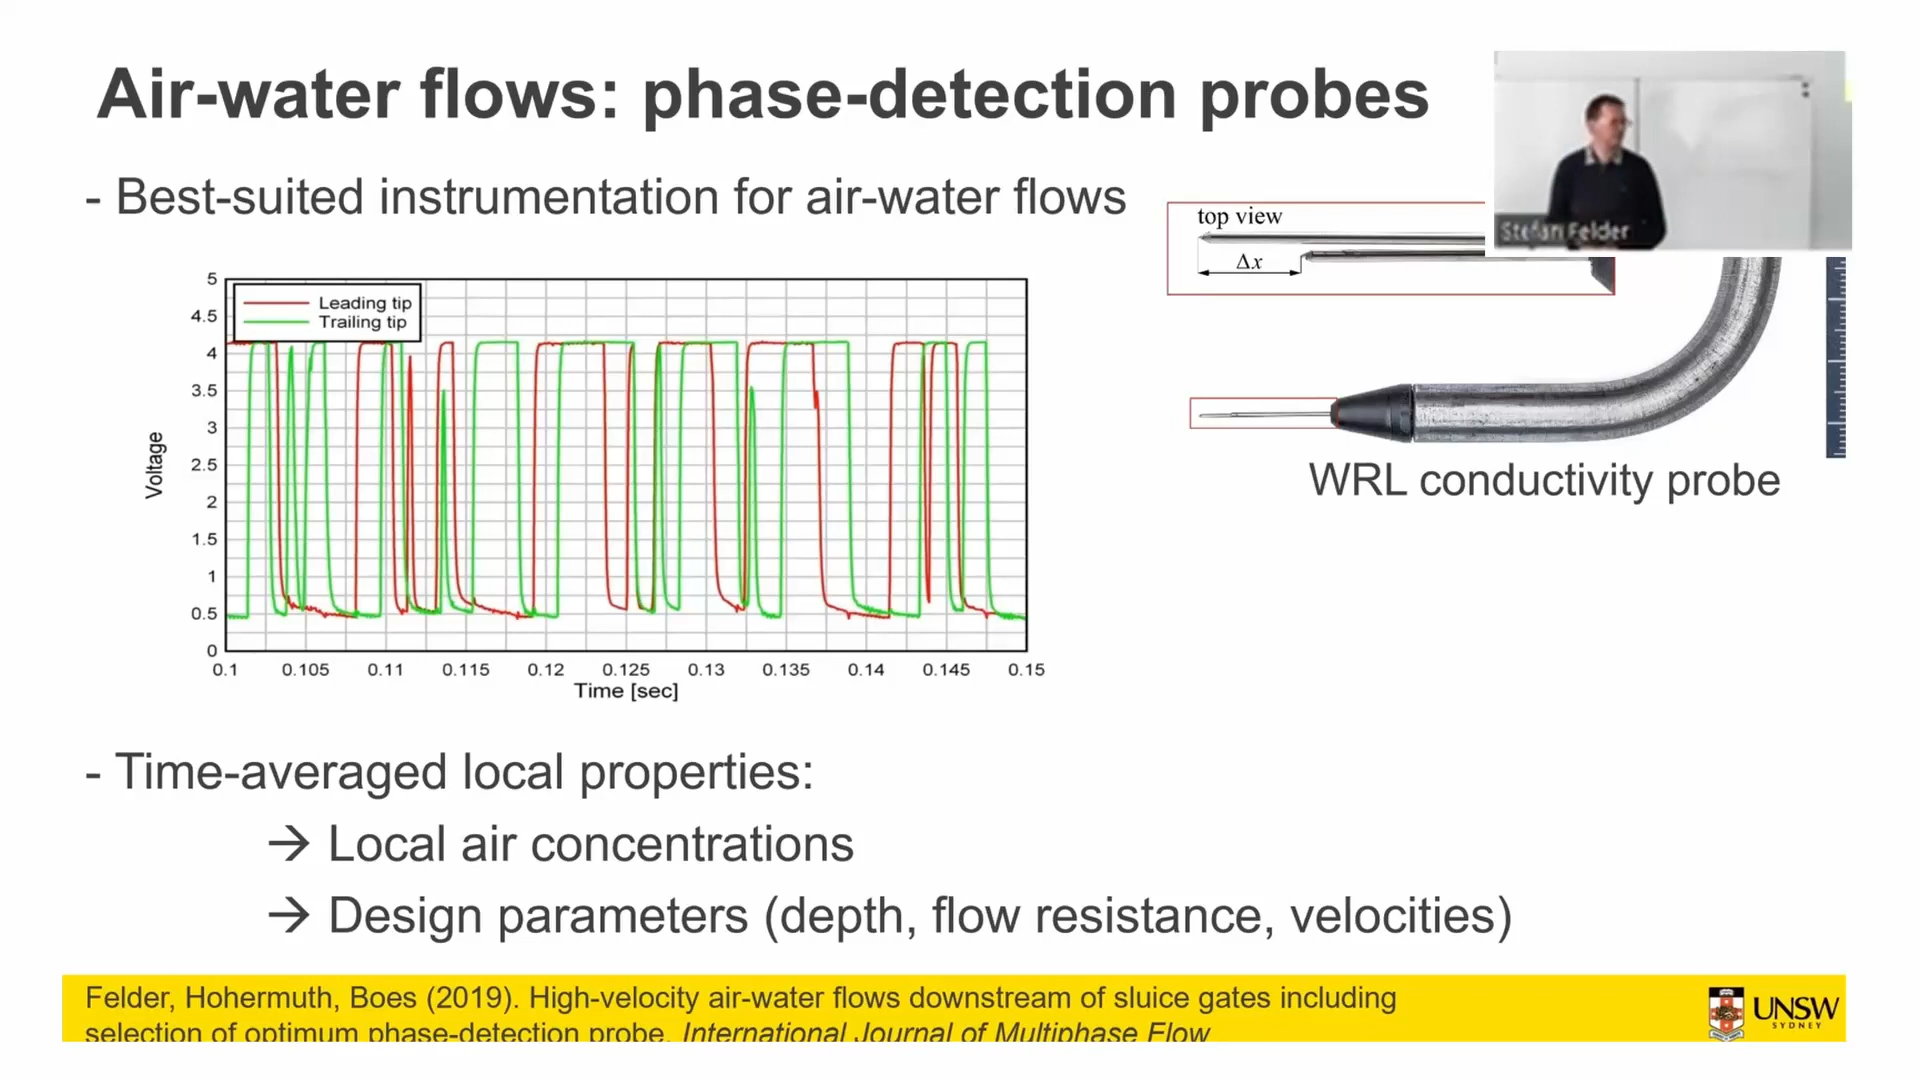 Air-water flows: phase-detection probes
- Best-suited instrumentation for air-water flows
Stefan Felder
top view
Δx
Leading tip
Trailing tip
5
4.5
4
3.5
3
2.5
2
1.5
1
0.5
0
Voltage
0.1 0.105 0.11 0.115 0.12 0.125 0.13 0.135 0.14 0.145 0.15
Time [sec]
WRL conductivity probe
- Time-averaged local properties:
→ Local air concentrations
→ Design parameters (depth, flow resistance, velocities)
Felder, Hohermuth, Boes (2019). High-velocity air-water flows downstream of sluice gates including
selection of optimum phase-detection probe. International Journal of Multiphase Flow
UNSW
SYDNEY